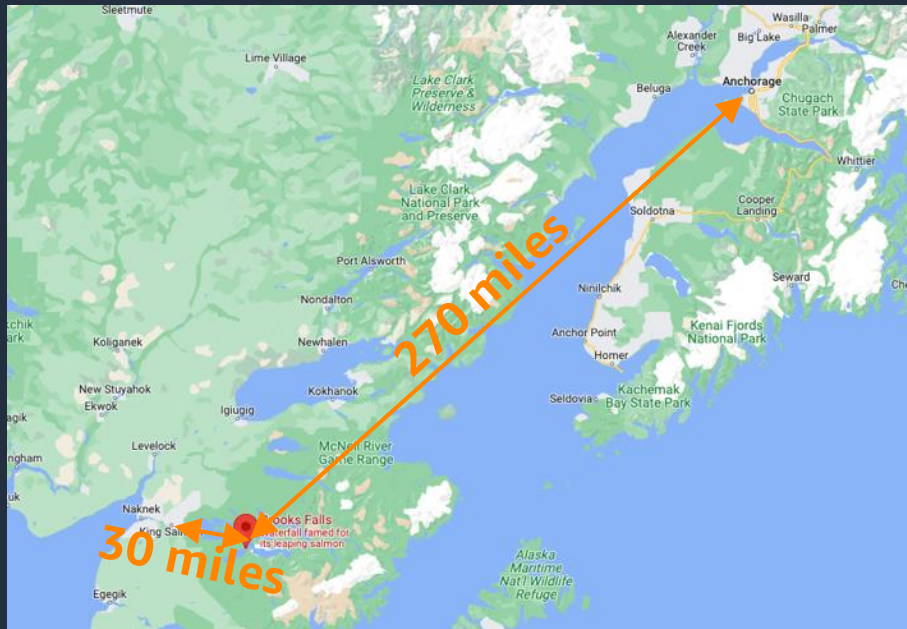 Sleetmute
Wasilla
Palmer
Alexander
Creek
Big Lake
Lime Village
Lake Clark
Preserve &
Wilderness
Beluga
Anchorage
Chugach
State Park
Whittier
Lake Clark
National Park
and Preserve
Cooper
Landing
Soldotna
Port Alsworth
270 miles
Seward
Ninilchik
Nondalton
Kenai Fjords
National Park
Koliganek
Newhalen
Anchor Point
Homer
New Stuyahok
Kokhanok
Seldovia
Kachemak
Bay State Park
Ekwok
Igiugig
Levelock
McNeil River
Game Range
Naknek
King Salm
rooks Falls
aterfall famed for
its leaping salmon
30 miles
Alaska
Maritime
Nat'l Wildlife
Refuge
Egegik